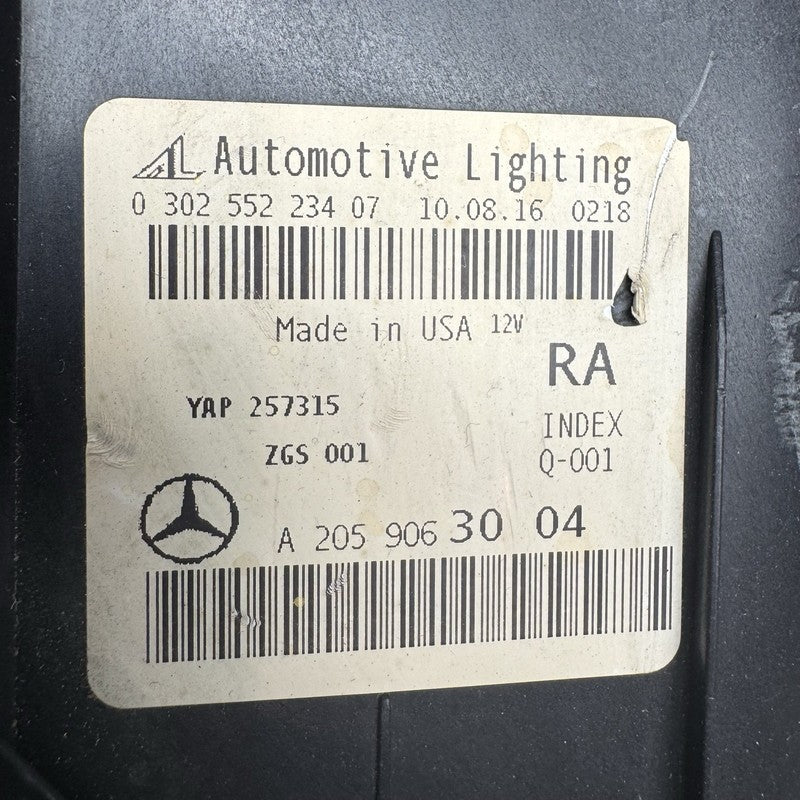 AL Automotive Lighting
0 302 552 234 07 10.08.16 0218
Made in USA 12V
RA
YAP 257315
INDEX
ZGS 001
Q-001
A 205 906 30 04